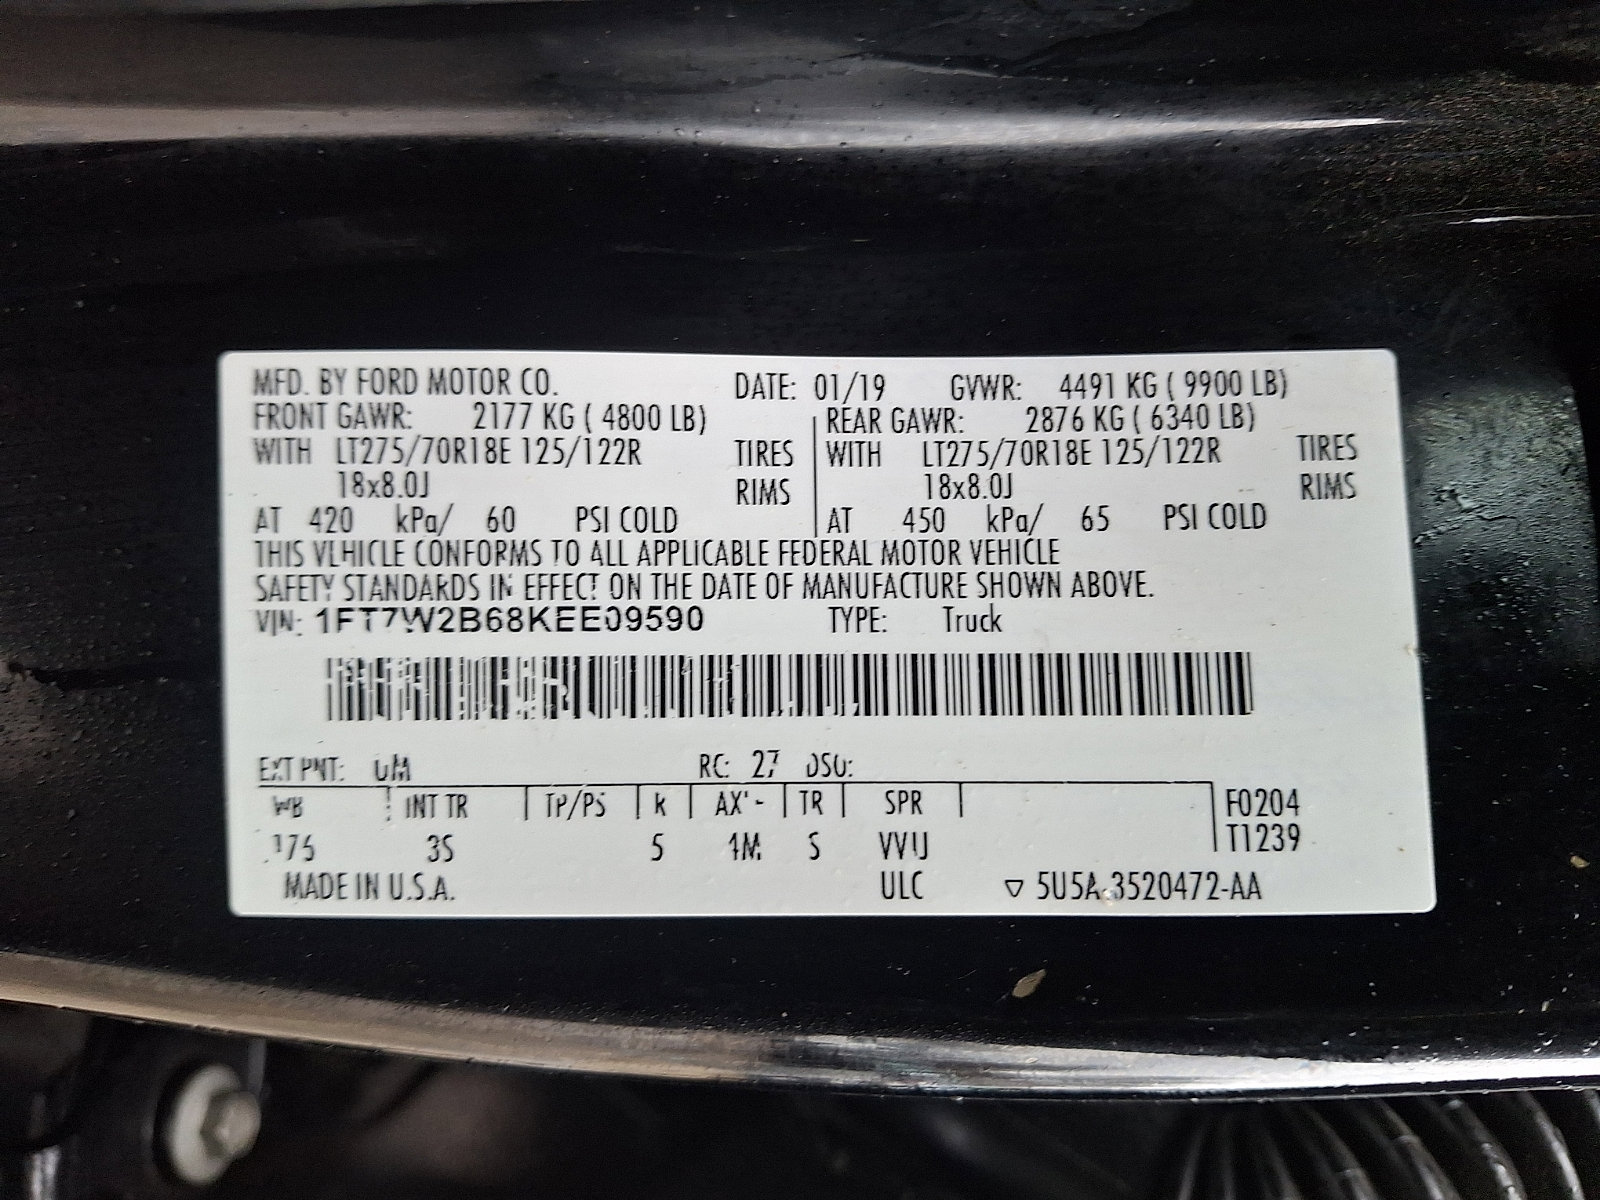 MFD. BY FORD MOTOR CO. DATE: 01/19 GVWR: 4491 KG ( 9900 LB)
FRONT GAWR: 2177 KG ( 4800 LB) REAR GAWR: 2876 KG ( 6340 LB)
WITH LT275/70R18E 125/122R TIRES WITH LT275/70R18E 125/122R TIRES
18x8.0J RIMS 18x8.0J RIMS
AT 420 kPa/ 60 PSI COLD AT 450 kPa/ 65 PSI COLD
THIS VEHICLE CONFORMS TO ALL APPLICABLE FEDERAL MOTOR VEHICLE
SAFETY STANDARDS IN EFFECT ON THE DATE OF MANUFACTURE SHOWN ABOVE.
VIN: 1FT7W2B68KEE09590 TYPE: Truck
EXT PNT: RC: 27 DSO:
WB INT TR TP/PS R AXLE TR SPR F0204
176 3S 5 S T1239
MADE IN U.S.A. ULC ▽ 5U5A-3520472-AA